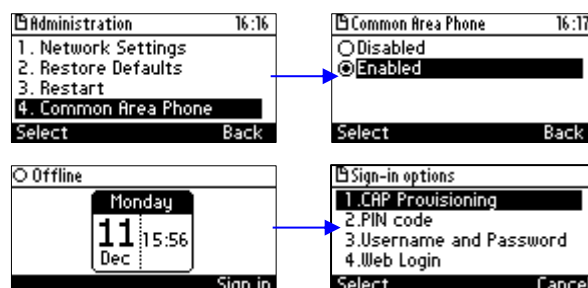 Administration 16:16
1. Network Settings
2. Restore Defaults
3. Restart
4. Common Area Phone
Select Back
Common Area Phone 16:17
Disabled
Enabled
Select Back
Offline
Monday
11 15:56
Dec
Sign in
Sign-in options
1.CAP Provisioning
2.PIN code
3.Username and Password
4.Web Login
Select Cancel